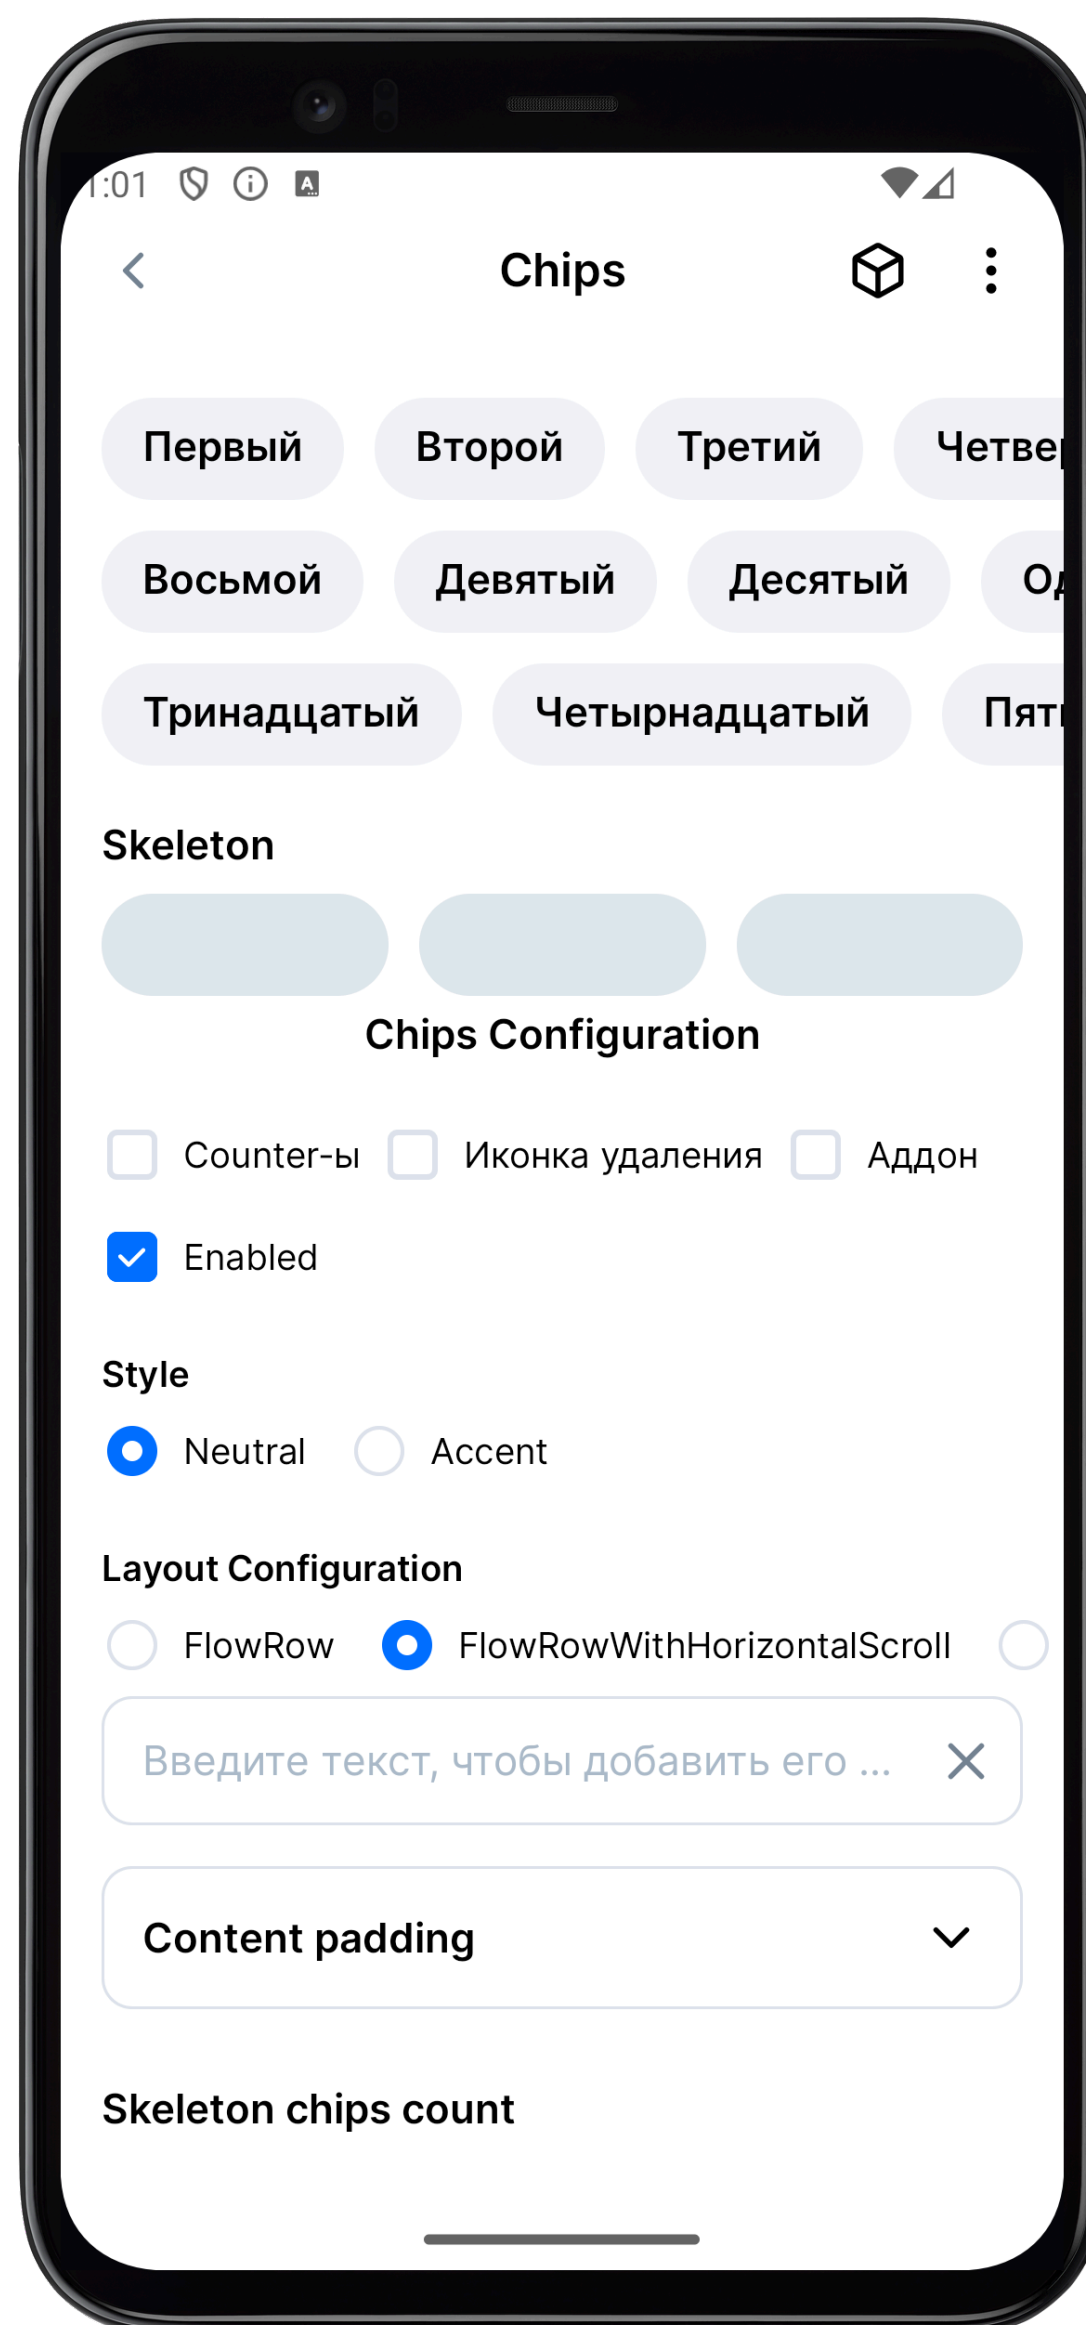 1:01
Chips
Первый Второй Третий
Восьмой Девятый Десятый
Тринадцатый Четырнадцатый
Skeleton
Chips Configuration
Counter-ы Иконка удаления Аддон
Enabled
Style
Neutral Accent
Layout Configuration
FlowRow FlowRowWithHorizontalScroll
Введите текст, чтобы добавить его ...
Content padding
Skeleton chips count